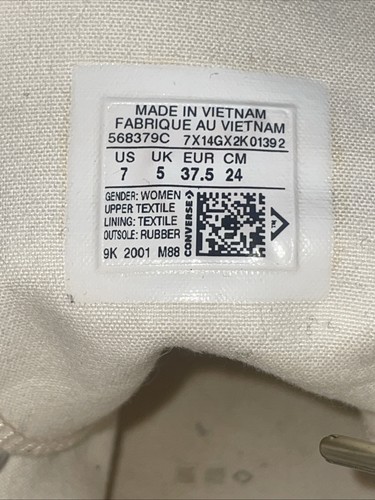 MADE IN VIETNAM
FABRIQUE AU VIETNAM
568379C 7X14GX2K01392
US UK EUR CM
7 5 37.5 24
GENDER: WOMEN
UPPER TEXTILE
LINING: TEXTILE
OUTSOLE: RUBBER
9K 2001 M88
CONVERSE